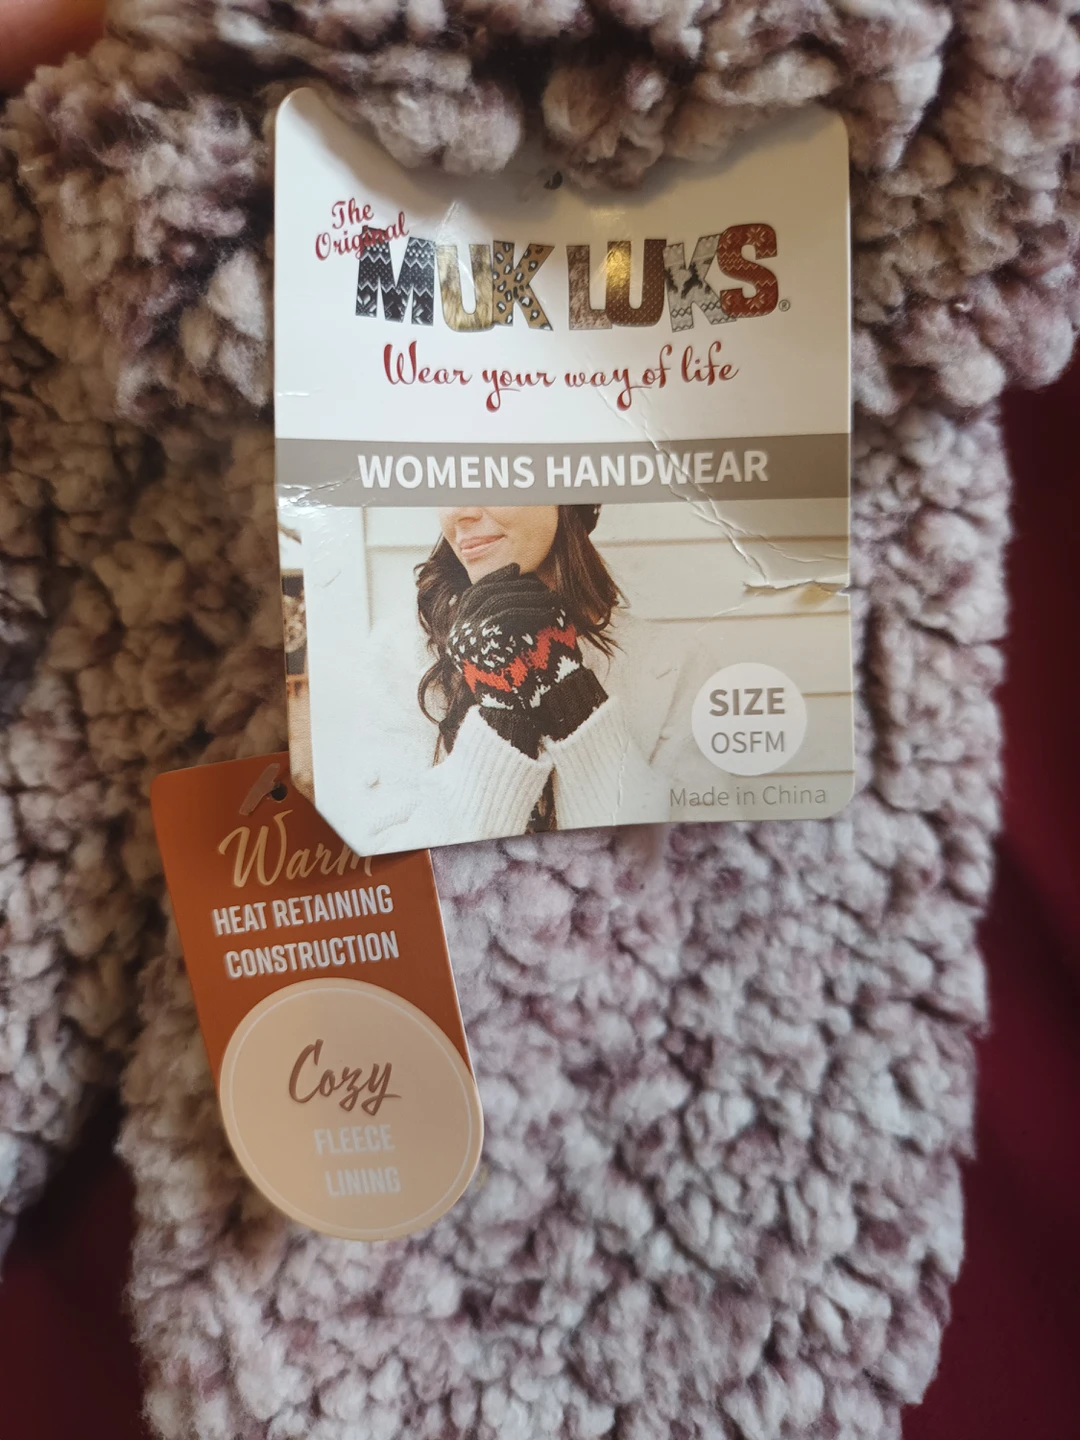 The
Original
MUK LUKS®
Wear your way of life
WOMENS HANDWEAR
SIZE
OSFM
Made in China
Warm
HEAT RETAINING
CONSTRUCTION
Cozy
FLEECE
LINING